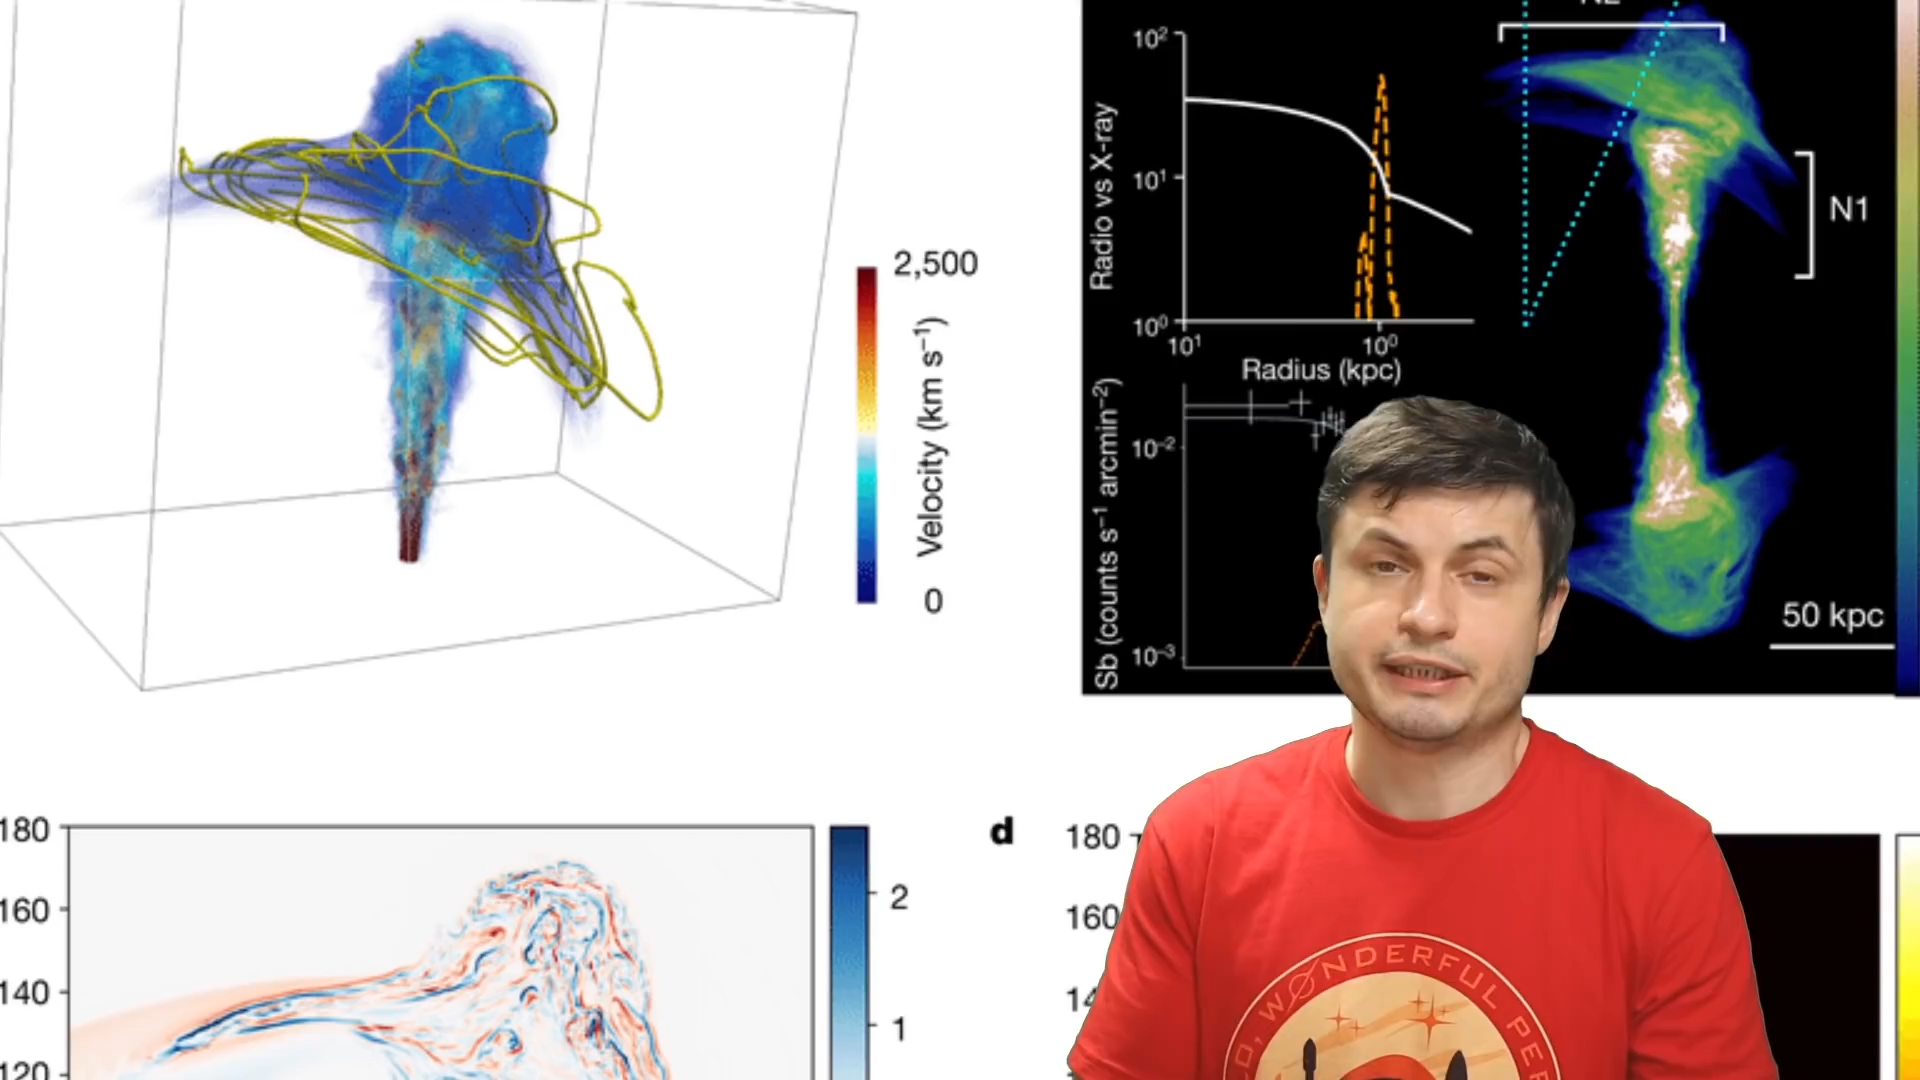 2,500
Velocity (km s⁻¹)
0
10²
10¹
10⁰
Radio vs X-ray
10¹
10⁰
Radius (kpc)
N1
10⁻²
10⁻³
Sb (counts s⁻¹ arcmin⁻²)
50 kpc
180
160
140
120
2
1
d
180
160
WONDERFUL